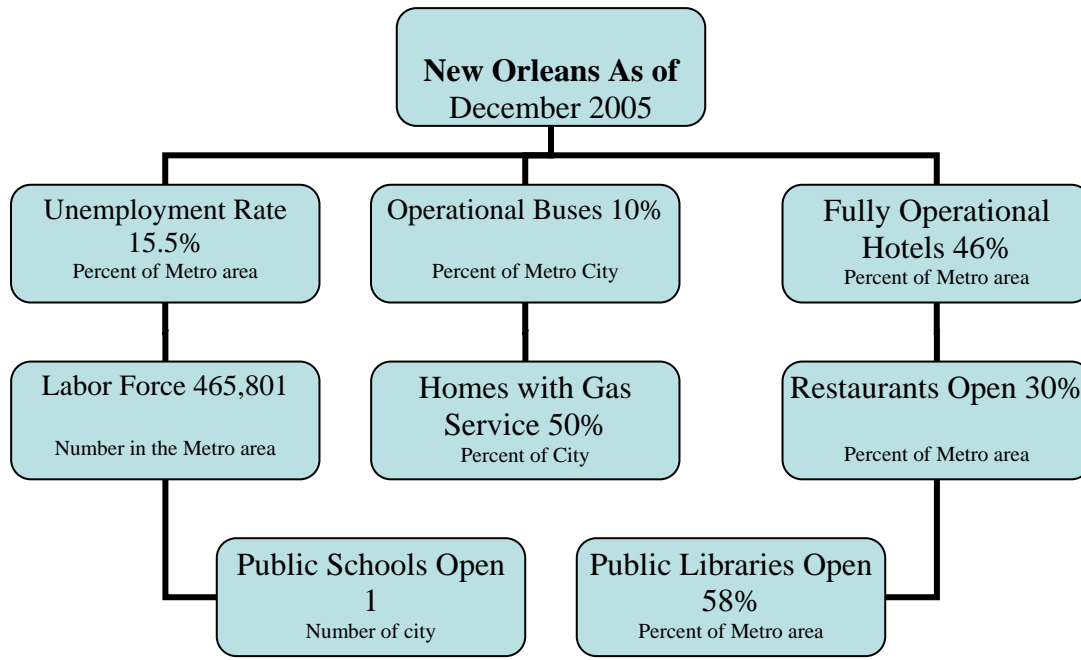 New Orleans As of
December 2005
Unemployment Rate
15.5%
Percent of Metro area
Operational Buses 10%
Percent of Metro City
Fully Operational
Hotels 46%
Percent of Metro area
Labor Force 465,801
Number in the Metro area
Homes with Gas
Service 50%
Percent of City
Restaurants Open 30%
Percent of Metro area
Public Schools Open
1
Number of city
Public Libraries Open
58%
Percent of Metro area